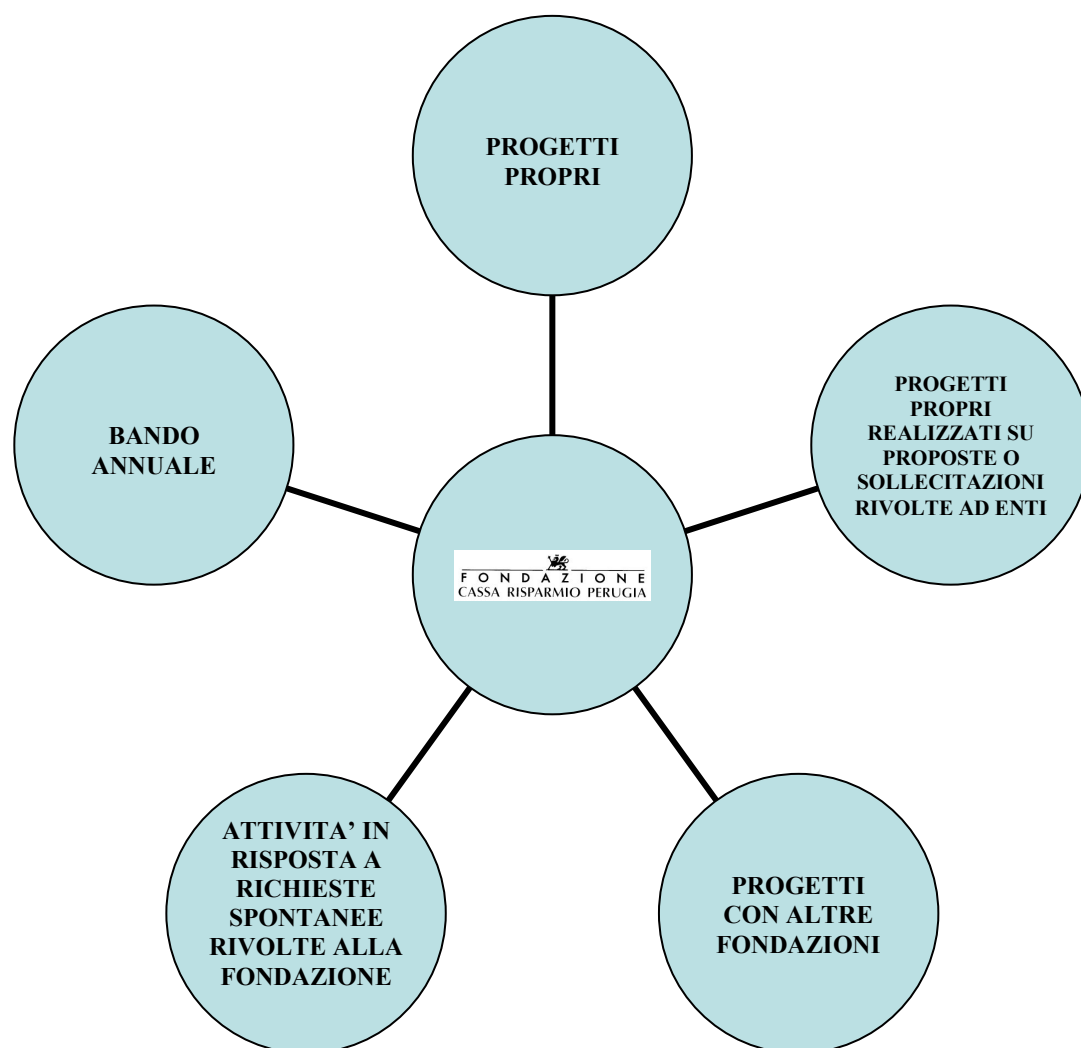 PROGETTI
PROPRI
PROGETTI
PROPRI
REALIZZATI SU
PROPOSTE O
SOLLECITAZIONI
RIVOLTE AD ENTI
BANDO
ANNUALE
FONDAZIONE
CASSA RISPARMIO PERUGIA
ATTIVITA’ IN
RISPOSTA A
RICHIESTE
SPONTANEE
RIVOLTE ALLA
FONDAZIONE
PROGETTI
CON ALTRE
FONDAZIONI